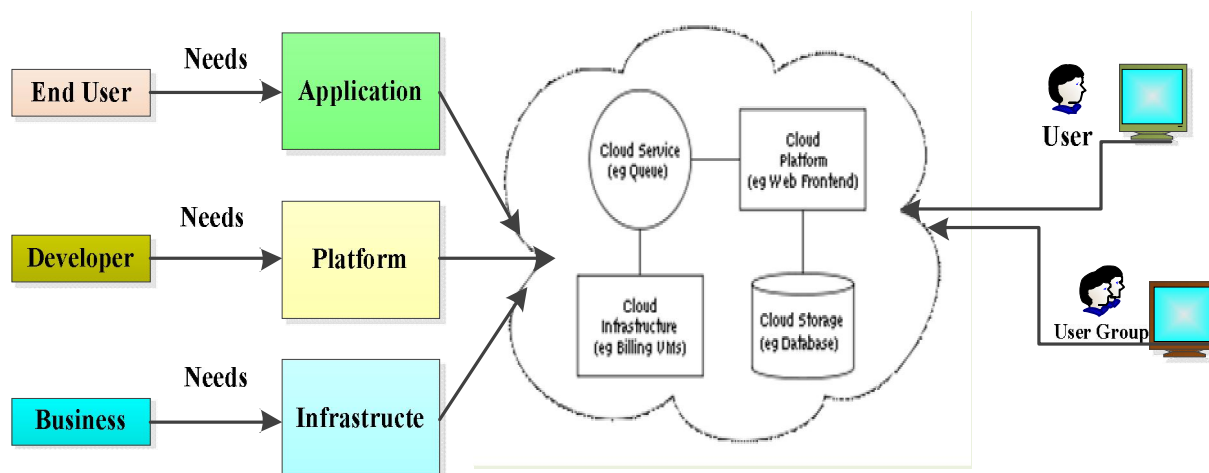 Needs
End User
Application
Needs
Developer
Platform
Needs
Business
Infrastructe
Cloud Service
(eg Queue)
Cloud
Platform
(eg Web Frontend)
Cloud
Infrastructure
(eg Billing VMs)
Cloud Storage
(eg Database)
User
User Group